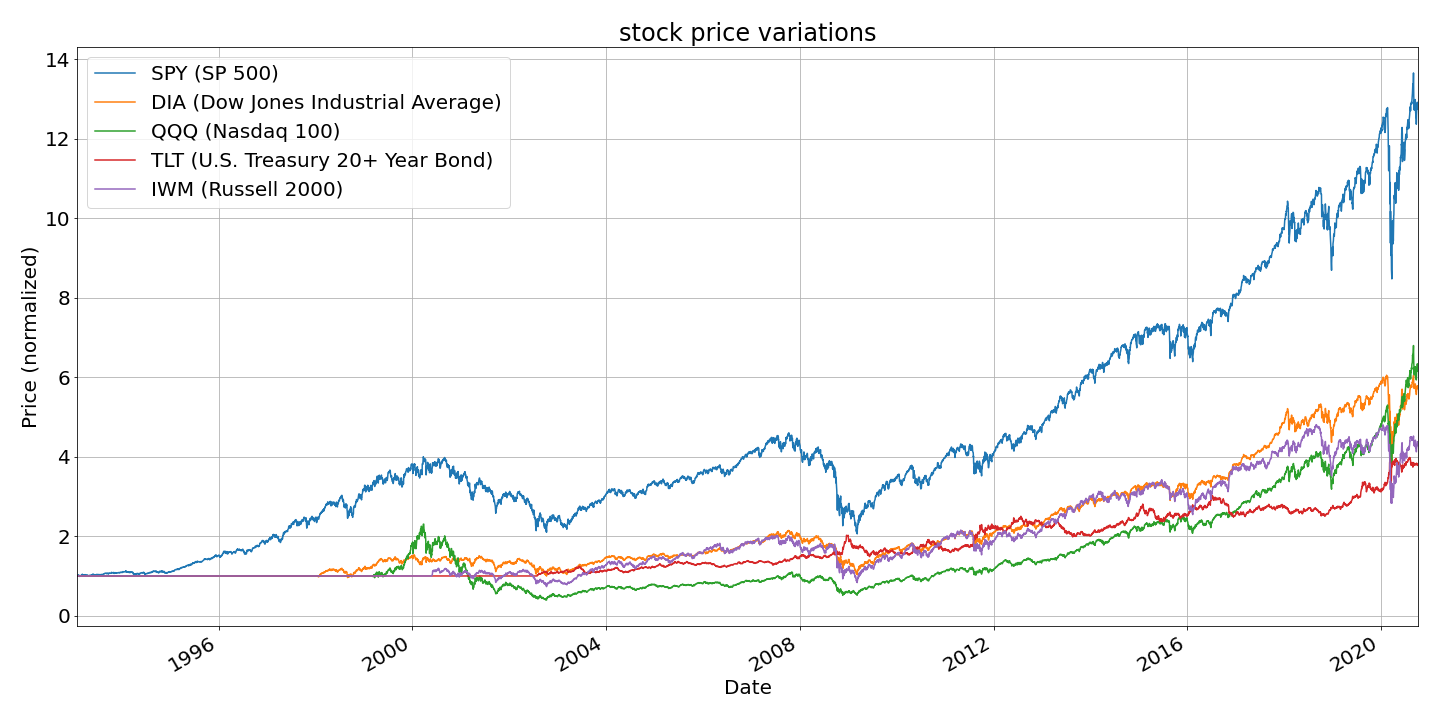 stock price variations
14
12
10
8
6
4
2
0
Price (normalized)
SPY (SP 500)
DIA (Dow Jones Industrial Average)
QQQ (Nasdaq 100)
TLT (U.S. Treasury 20+ Year Bond)
IWM (Russell 2000)
1996
2000
2004
2008
2012
2016
2020
Date